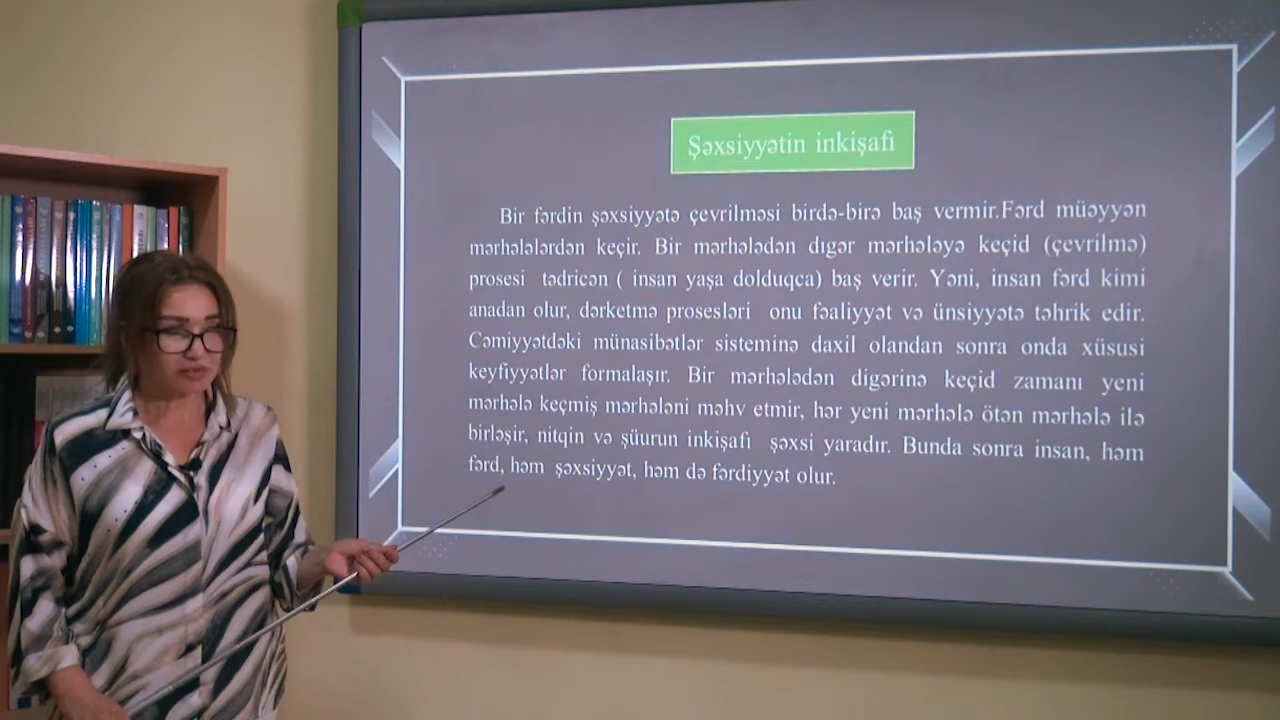 Şəxsiyyətin inkişafı
Bir fərdin şəxsiyyətə çevrilməsi birdə-birə baş vermir.Fərd müəyyən
mərhələlərdən keçir. Bir mərhələdən dıgər mərhələyə keçid (çevrilmə)
prosesi tədricən ( insan yaşa dolduqca) baş verir. Yəni, insan fərd kimi
anadan olur, dərketmə prosesləri onu fəaliyyət və ünsiyyətə təhrik edir.
Cəmiyyətdəki münasibətlər sisteminə daxil olandan sonra onda xüsusi
keyfiyyətlər formalaşır. Bir mərhələdən digərinə keçid zamanı yeni
mərhələ keçmiş mərhələni məhv etmir, hər yeni mərhələ ötən mərhələ ilə
birləşir, nitqin və şüurun inkişafı şəxsi yaradır. Bunda sonra insan, həm
fərd, həm şəxsiyyət, həm də fərdiyyət olur.